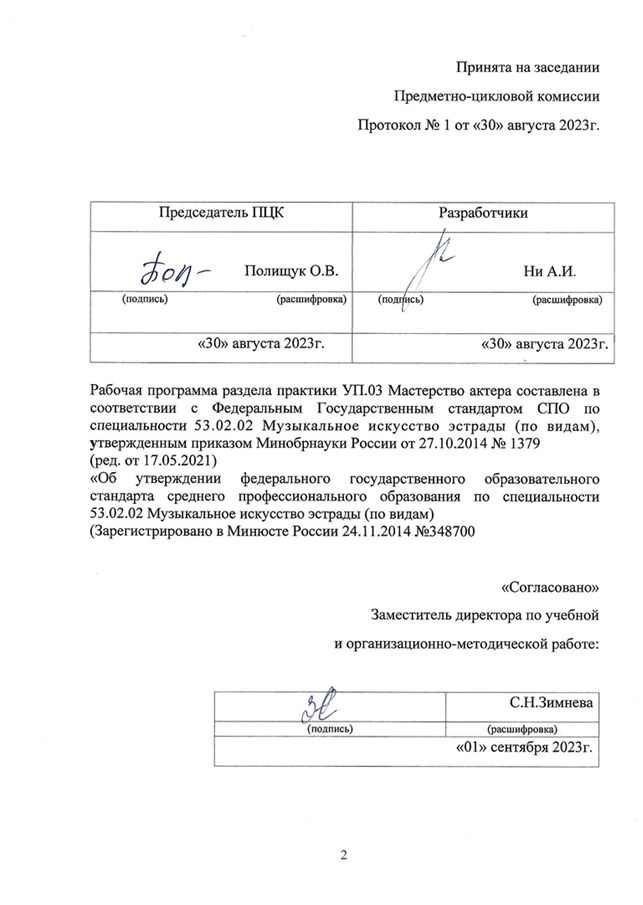 Принята на заседании
Предметно-цикловой комиссии
Протокол № 1 от «30» августа 2023г.
Председатель ПЦК Разработчики
Полищук О.В. Ни А.И.
(подпись) (расшифровка) (подпись) (расшифровка)
«30» августа 2023г. «30» августа 2023г.
Рабочая программа раздела практики УП.03 Мастерство актера составлена в
соответствии с Федеральным Государственным стандартом СПО по
специальности 53.02.02 Музыкальное искусство эстрады (по видам),
утвержденным приказом Минобрнауки России от 27.10.2014 № 1379
(ред. от 17.05.2021)
«Об утверждении федерального государственного образовательного
стандарта среднего профессионального образования по специальности
53.02.02 Музыкальное искусство эстрады (по видам)
(Зарегистрировано в Минюсте России 24.11.2014 №348700
«Согласовано»
Заместитель директора по учебной
и организационно-методической работе:
С.Н.Зимнева
(подпись) (расшифровка)
«01» сентября 2023г.
2